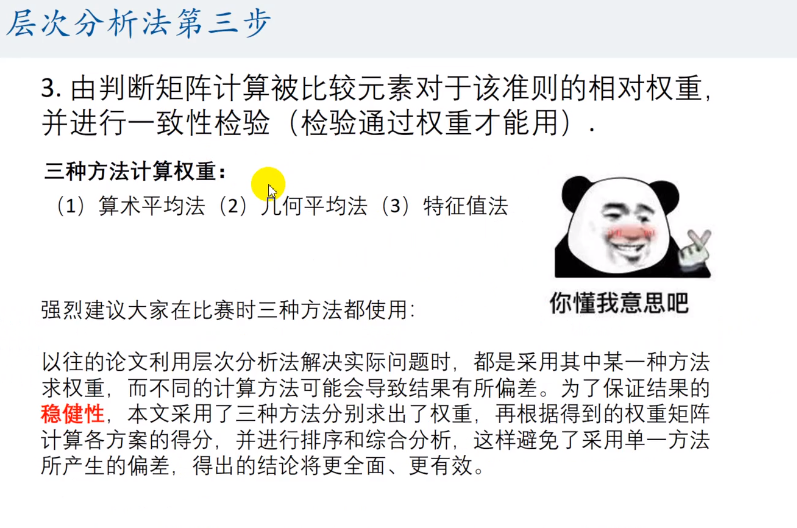 层次分析法第三步
3. 由判断矩阵计算被比较元素对于该准则的相对权重，
并进行一致性检验（检验通过权重才能用）.
三种方法计算权重：
（1）算术平均法（2）几何平均法（3）特征值法
你懂我意思吧
强烈建议大家在比赛时三种方法都使用：
以往的论文利用层次分析法解决实际问题时，都是采用其中某一种方法
求权重，而不同的计算方法可能会导致结果有所偏差。为了保证结果的
稳健性，本文采用了三种方法分别求出了权重，再根据得到的权重矩阵
计算各方案的得分，并进行排序和综合分析，这样避免了采用单一方法
所产生的偏差，得出的结论将更全面、更有效。